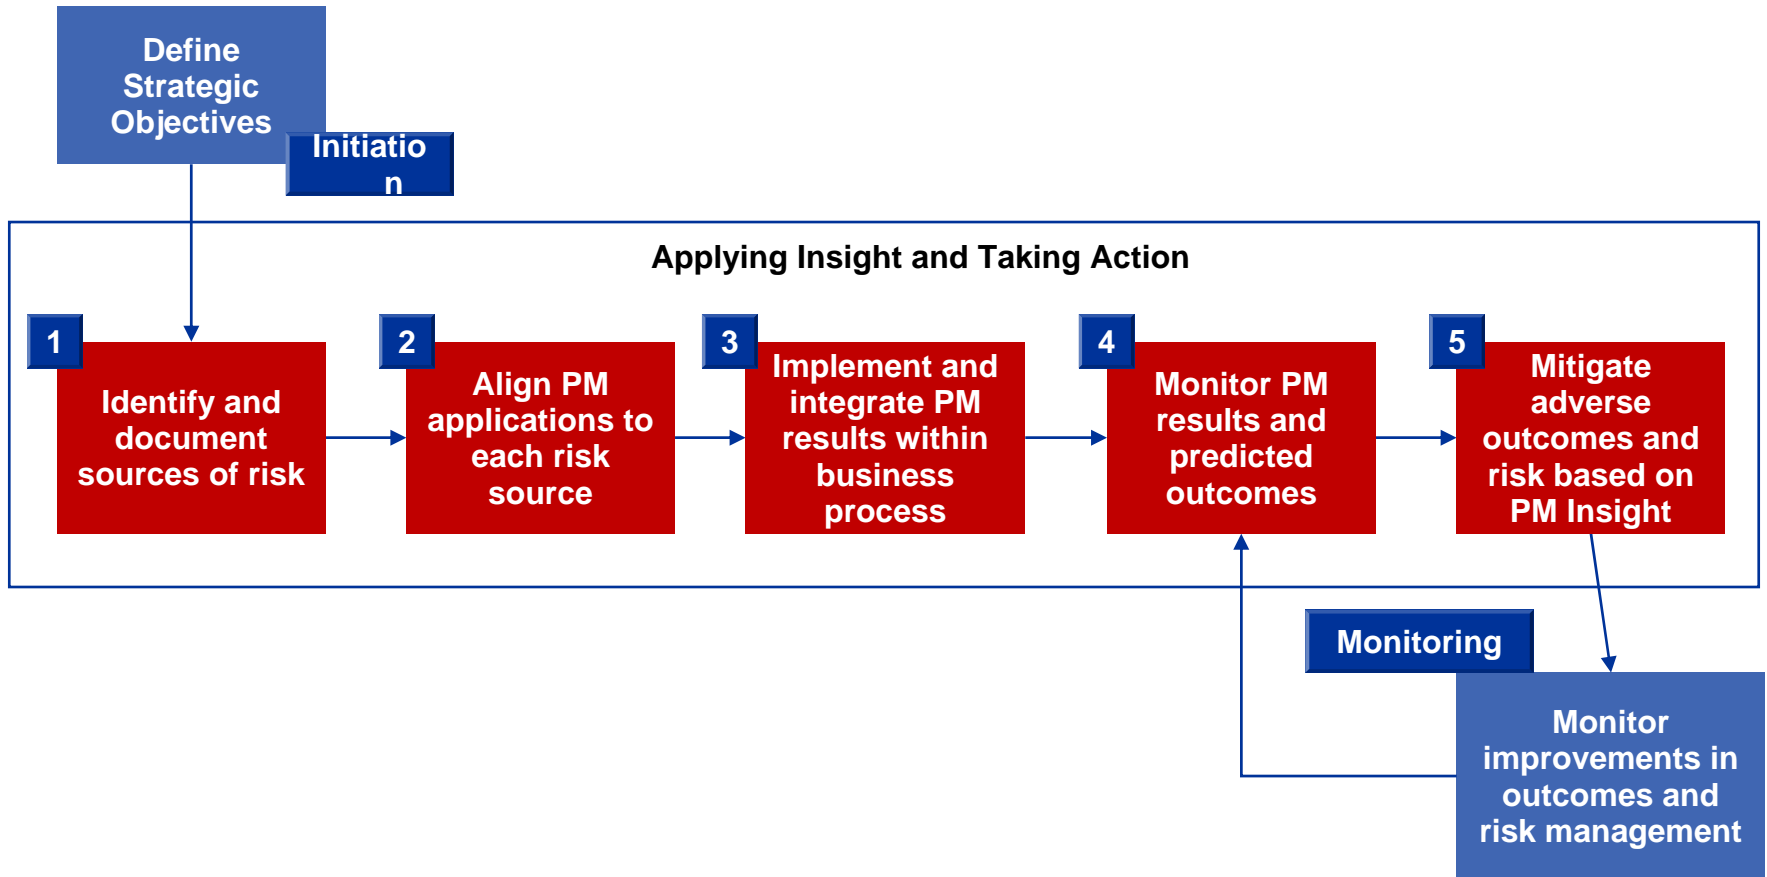 Define
Strategic
Objectives
Initiatio
n
Applying Insight and Taking Action
1
Identify and
document
sources of risk
2
Align PM
applications to
each risk
source
3
Implement and
integrate PM
results within
business
process
4
Monitor PM
results and
predicted
outcomes
5
Mitigate
adverse
outcomes and
risk based on
PM Insight
Monitoring
Monitor
improvements in
outcomes and
risk management